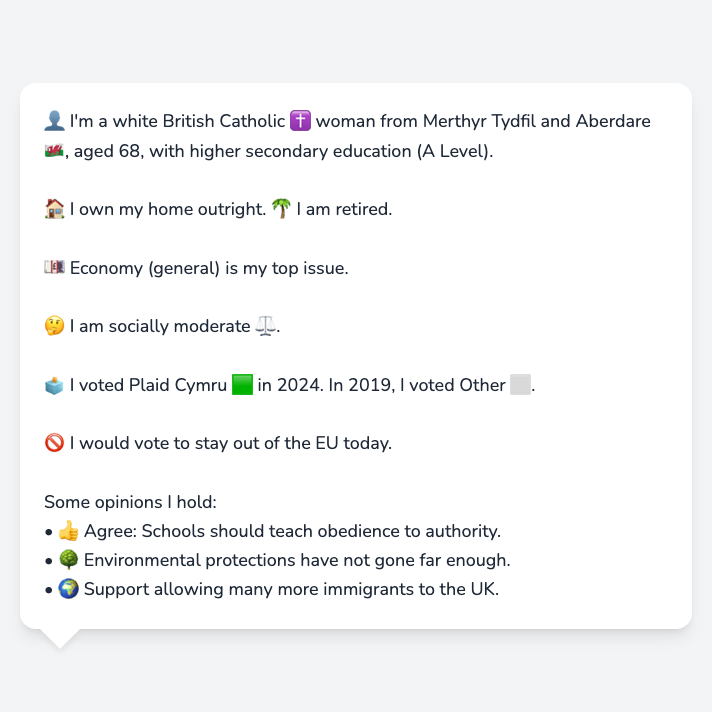 👤 I'm a white British Catholic ✝️ woman from Merthyr Tydfil and Aberdare
🏴󠁧󠁢󠁷󠁬󠁳󠁿, aged 68, with higher secondary education (A Level).
🏠 I own my home outright. 🌴 I am retired.
💷 Economy (general) is my top issue.
🤔 I am socially moderate ⚖️.
🗳️ I voted Plaid Cymru 🟩 in 2024. In 2019, I voted Other ⬜.
🚫 I would vote to stay out of the EU today.
Some opinions I hold:
• 👍 Agree: Schools should teach obedience to authority.
• 🌳 Environmental protections have not gone far enough.
• 🌍 Support allowing many more immigrants to the UK.